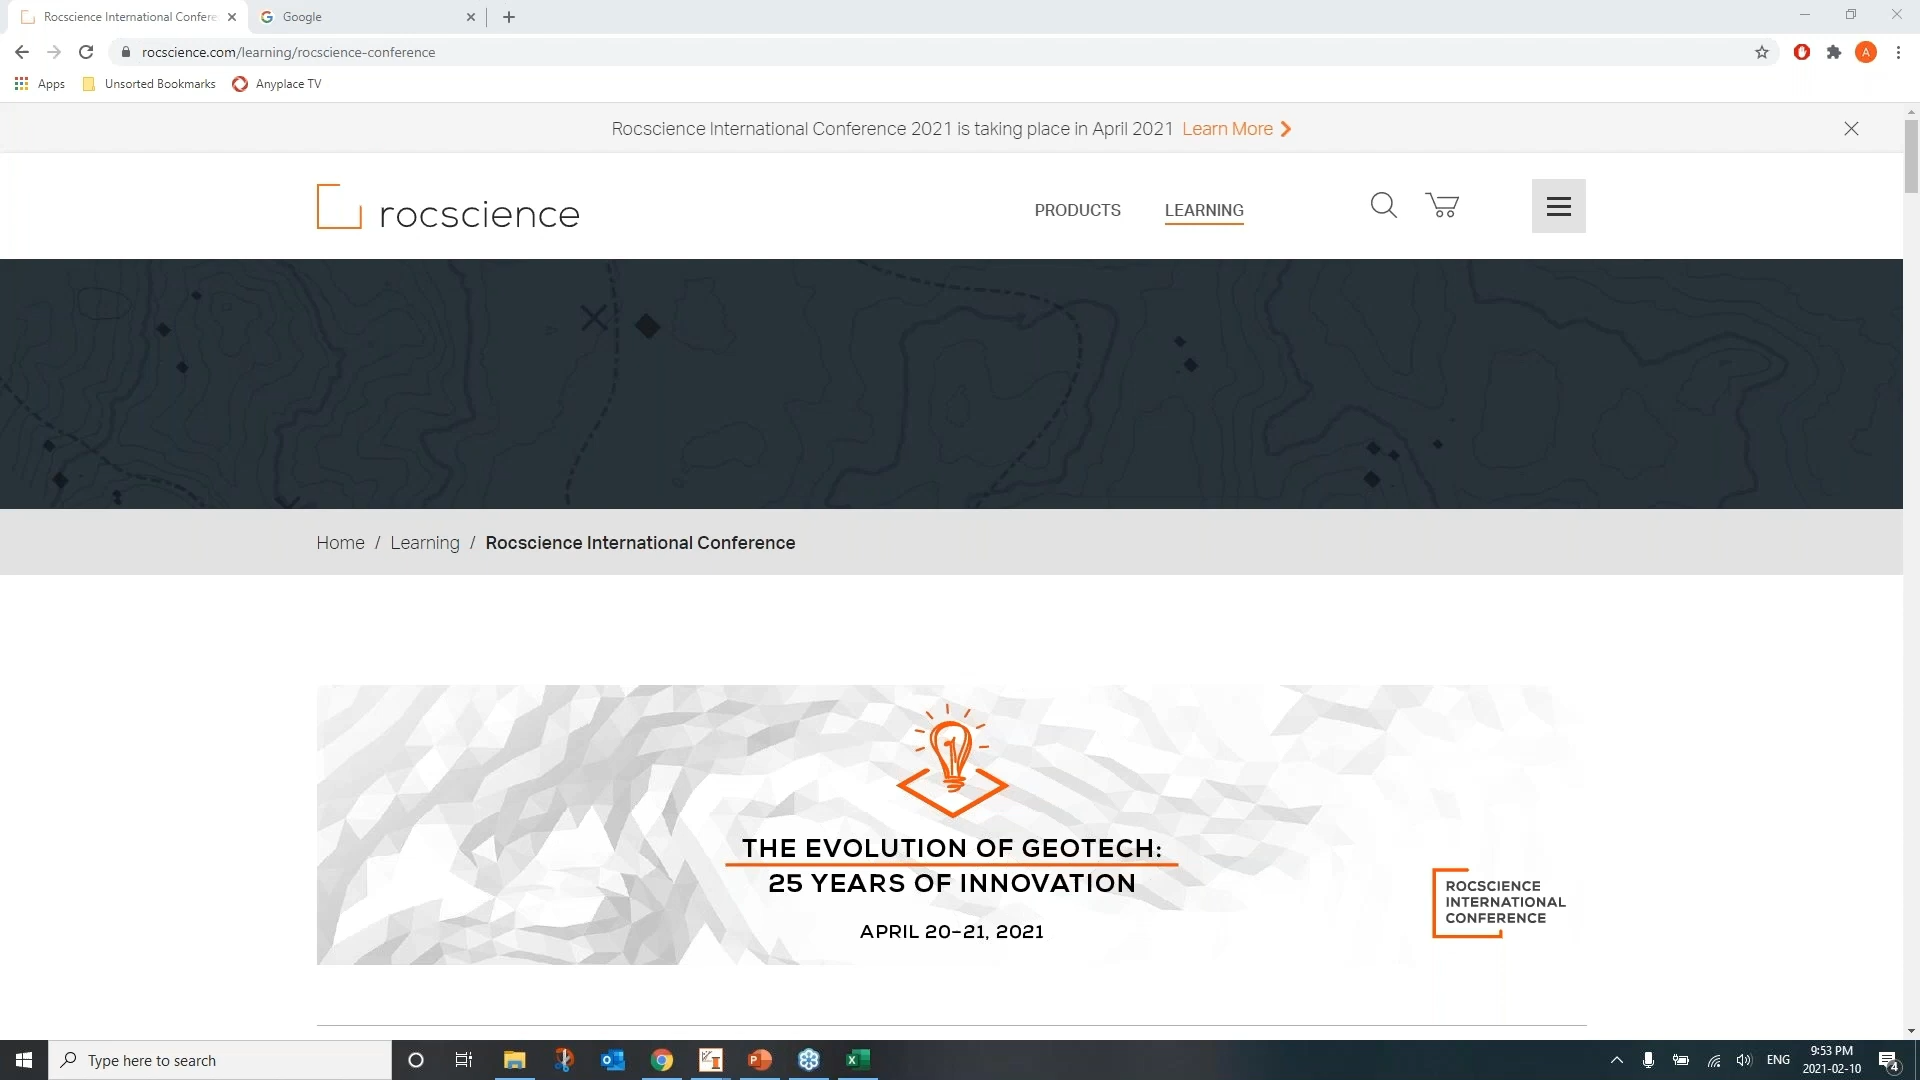 Rocscience International Confere
Google
rocscience.com/learning/rocscience-conference
A
Apps
Unsorted Bookmarks
Anyplace TV
Rocscience International Conference 2021 is taking place in April 2021 Learn More
rocscience
PRODUCTS
LEARNING
Home / Learning / Rocscience International Conference
THE EVOLUTION OF GEOTECH:
25 YEARS OF INNOVATION
APRIL 20–21, 2021
ROCSCIENCE
INTERNATIONAL
CONFERENCE
Type here to search
ENG
9:53 PM
2021-02-10
4